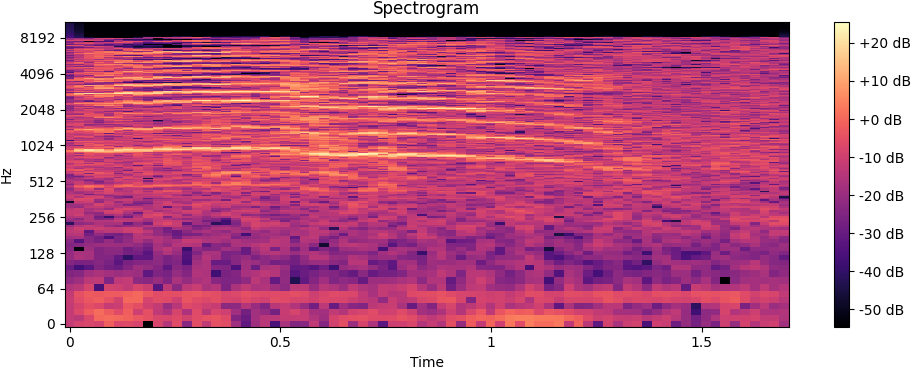 Spectrogram
8192
4096
2048
1024
512
256
128
64
0
Hz
0
0.5
1
1.5
Time
+20 dB
+10 dB
+0 dB
-10 dB
-20 dB
-30 dB
-40 dB
-50 dB